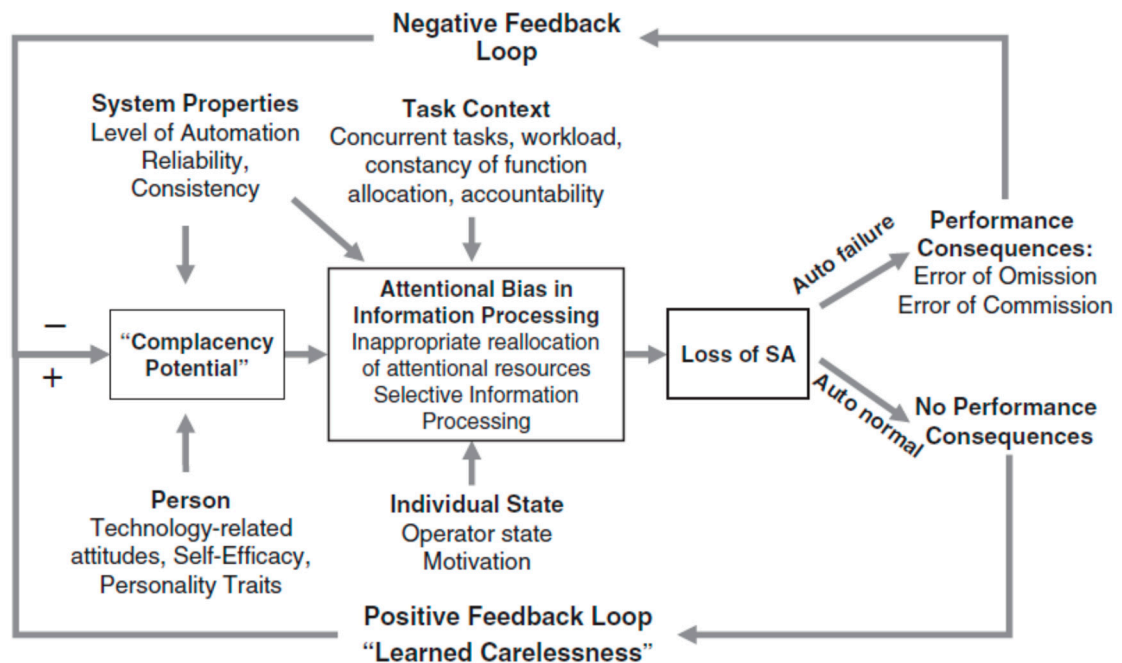 Negative Feedback
Loop
System Properties
Level of Automation
Reliability,
Consistency
Task Context
Concurrent tasks, workload,
constancy of function
allocation, accountability
Auto failure
Performance
Consequences:
Error of Omission
Error of Commission
Attentional Bias in
Information Processing
Inappropriate reallocation
of attentional resources
Selective Information
Processing
−
+
“Complacency
Potential”
Loss of SA
Auto normal
No Performance
Consequences
Person
Technology-related
attitudes, Self-Efficacy,
Personality Traits
Individual State
Operator state
Motivation
Positive Feedback Loop
“Learned Carelessness”